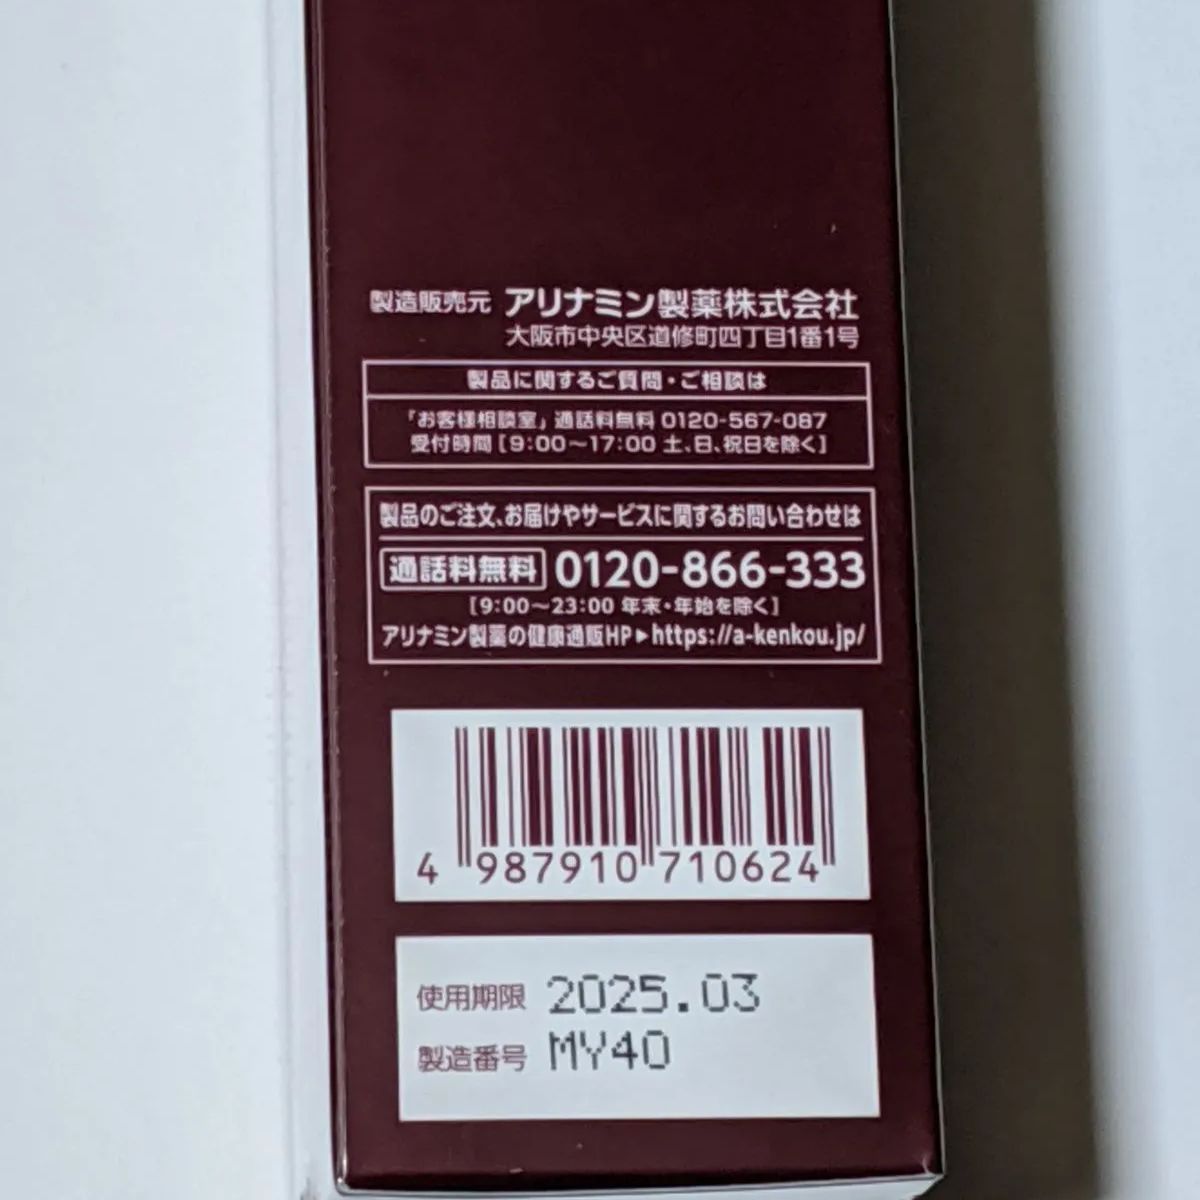 製造販売元 アリナミン製薬株式会社
大阪市中央区道修町四丁目1番1号
製品に関するご質問・ご相談は
「お客様相談室」通話料無料 0120-567-087
受付時間 [9:00〜17:00 土、日、祝日を除く]
製品のご注文、お届けやサービスに関するお問い合わせは
通話料無料 0120-866-333
[9:00〜23:00 年末・年始を除く]
アリナミン製薬の健康通販HP▶https://a-kenkou.jp/
4 987910 710624
使用期限 2025.03
製造番号 MY40